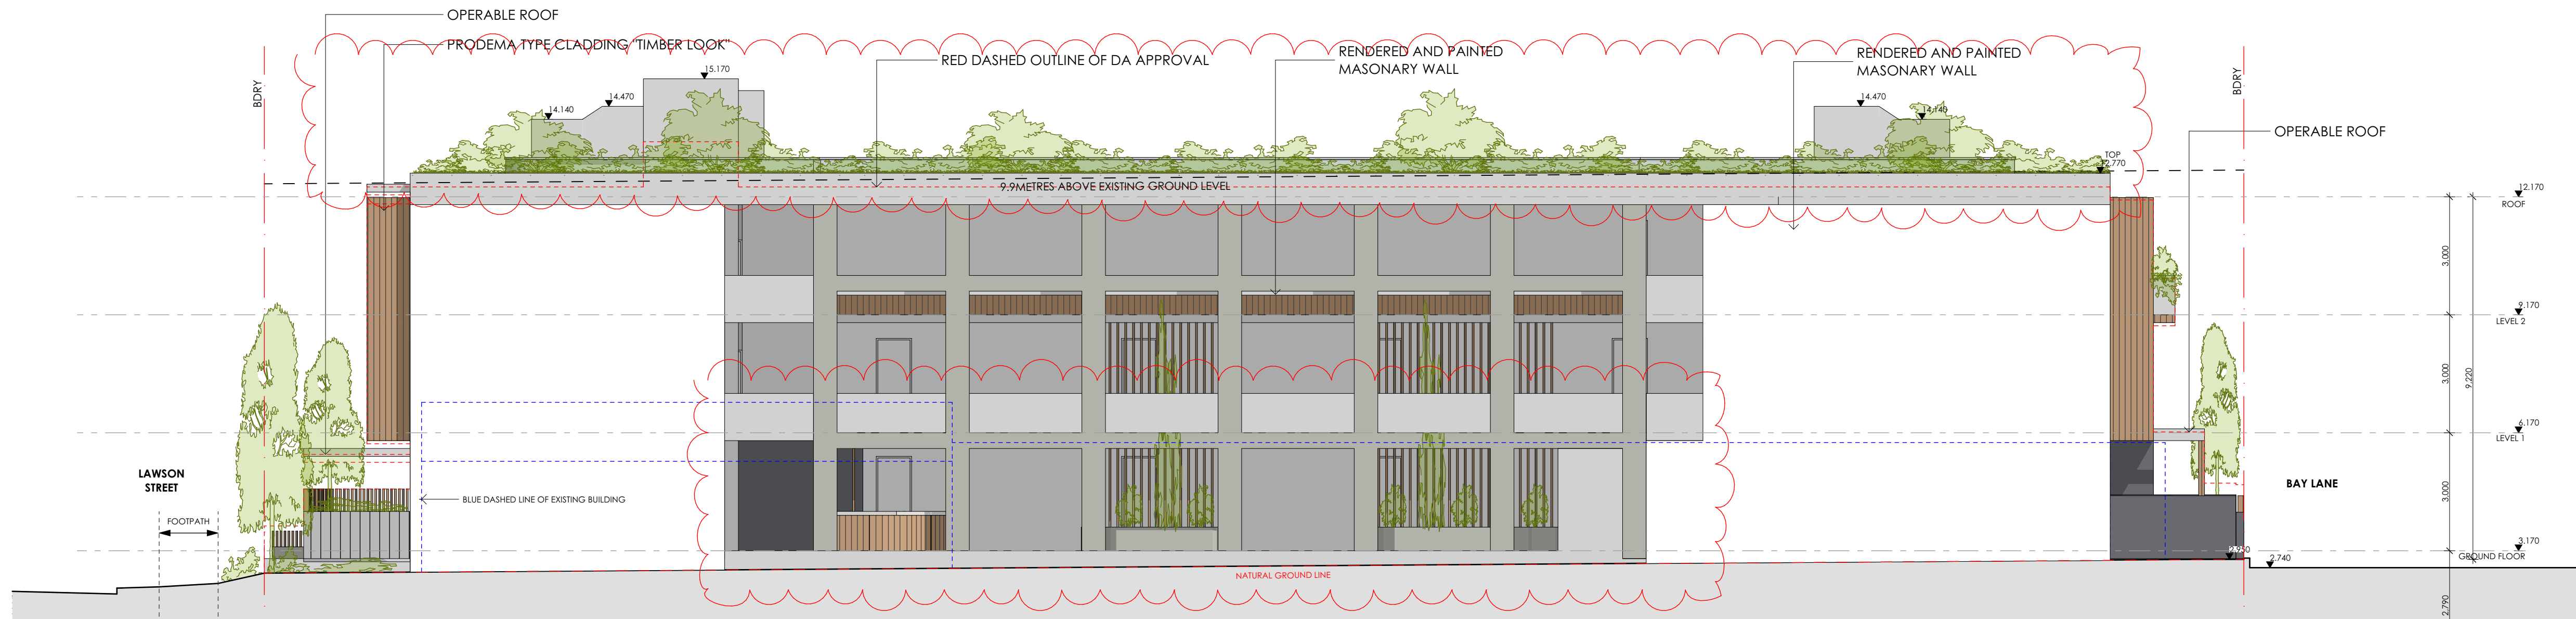 OPERABLE ROOF
PRODEMA TYPE CLADDING "TIMBER LOOK"
RED DASHED OUTLINE OF DA APPROVAL
RENDERED AND PAINTED
MASONARY WALL
RENDERED AND PAINTED
MASONARY WALL
BDRY
BDRY
15.170
14.470
14.140
14.470
14.140
OPERABLE ROOF
TOP
12.770
9.9METRES ABOVE EXISTING GROUND LEVEL
12.170
ROOF
3,000
9.170
LEVEL 2
3,000
9,220
6.170
LEVEL 1
LAWSON
STREET
BAY LANE
BLUE DASHED LINE OF EXISTING BUILDING
3,000
FOOTPATH
3.170
GROUND FLOOR
2.740
NATURAL GROUND LINE
2,790